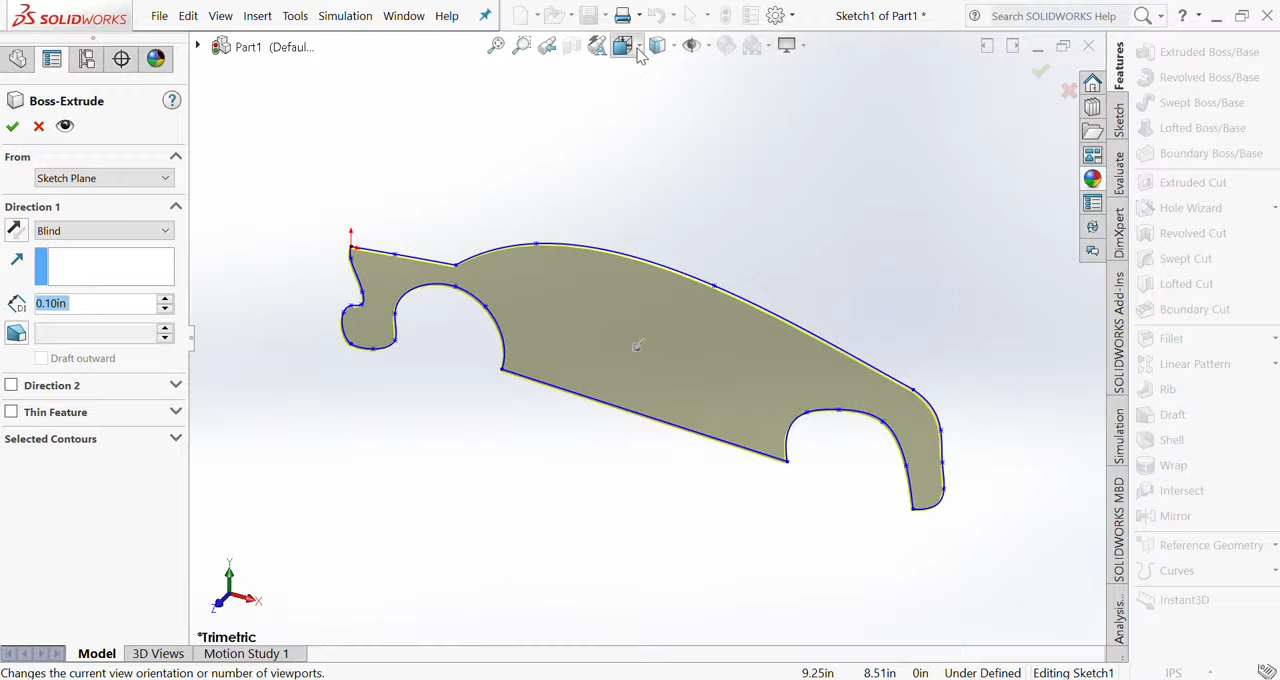 SOLIDWORKS File Edit View Insert Tools Simulation Window Help Sketch1 of Part1 * Search SOLIDWORKS Help ?
Part1 (Defaul...
Boss-Extrude ?
From
Sketch Plane
Direction 1
Blind
D1 0.10in
Draft outward
Direction 2
Thin Feature
Selected Contours
Y
X
Z
*Trimetric
Features
Sketch
Evaluate
DimXpert
SOLIDWORKS Add-Ins
Simulation
SOLIDWORKS MBD
Analysis...
Extruded Boss/Base
Revolved Boss/Base
Swept Boss/Base
Lofted Boss/Base
Boundary Boss/Base
Extruded Cut
Hole Wizard
Revolved Cut
Swept Cut
Lofted Cut
Boundary Cut
Fillet
Linear Pattern
Rib
Draft
Shell
Wrap
Intersect
Mirror
Reference Geometry
Curves
Instant3D
Model 3D Views Motion Study 1
Changes the current view orientation or number of viewports. 9.25in 8.51in 0in Under Defined Editing Sketch1 IPS